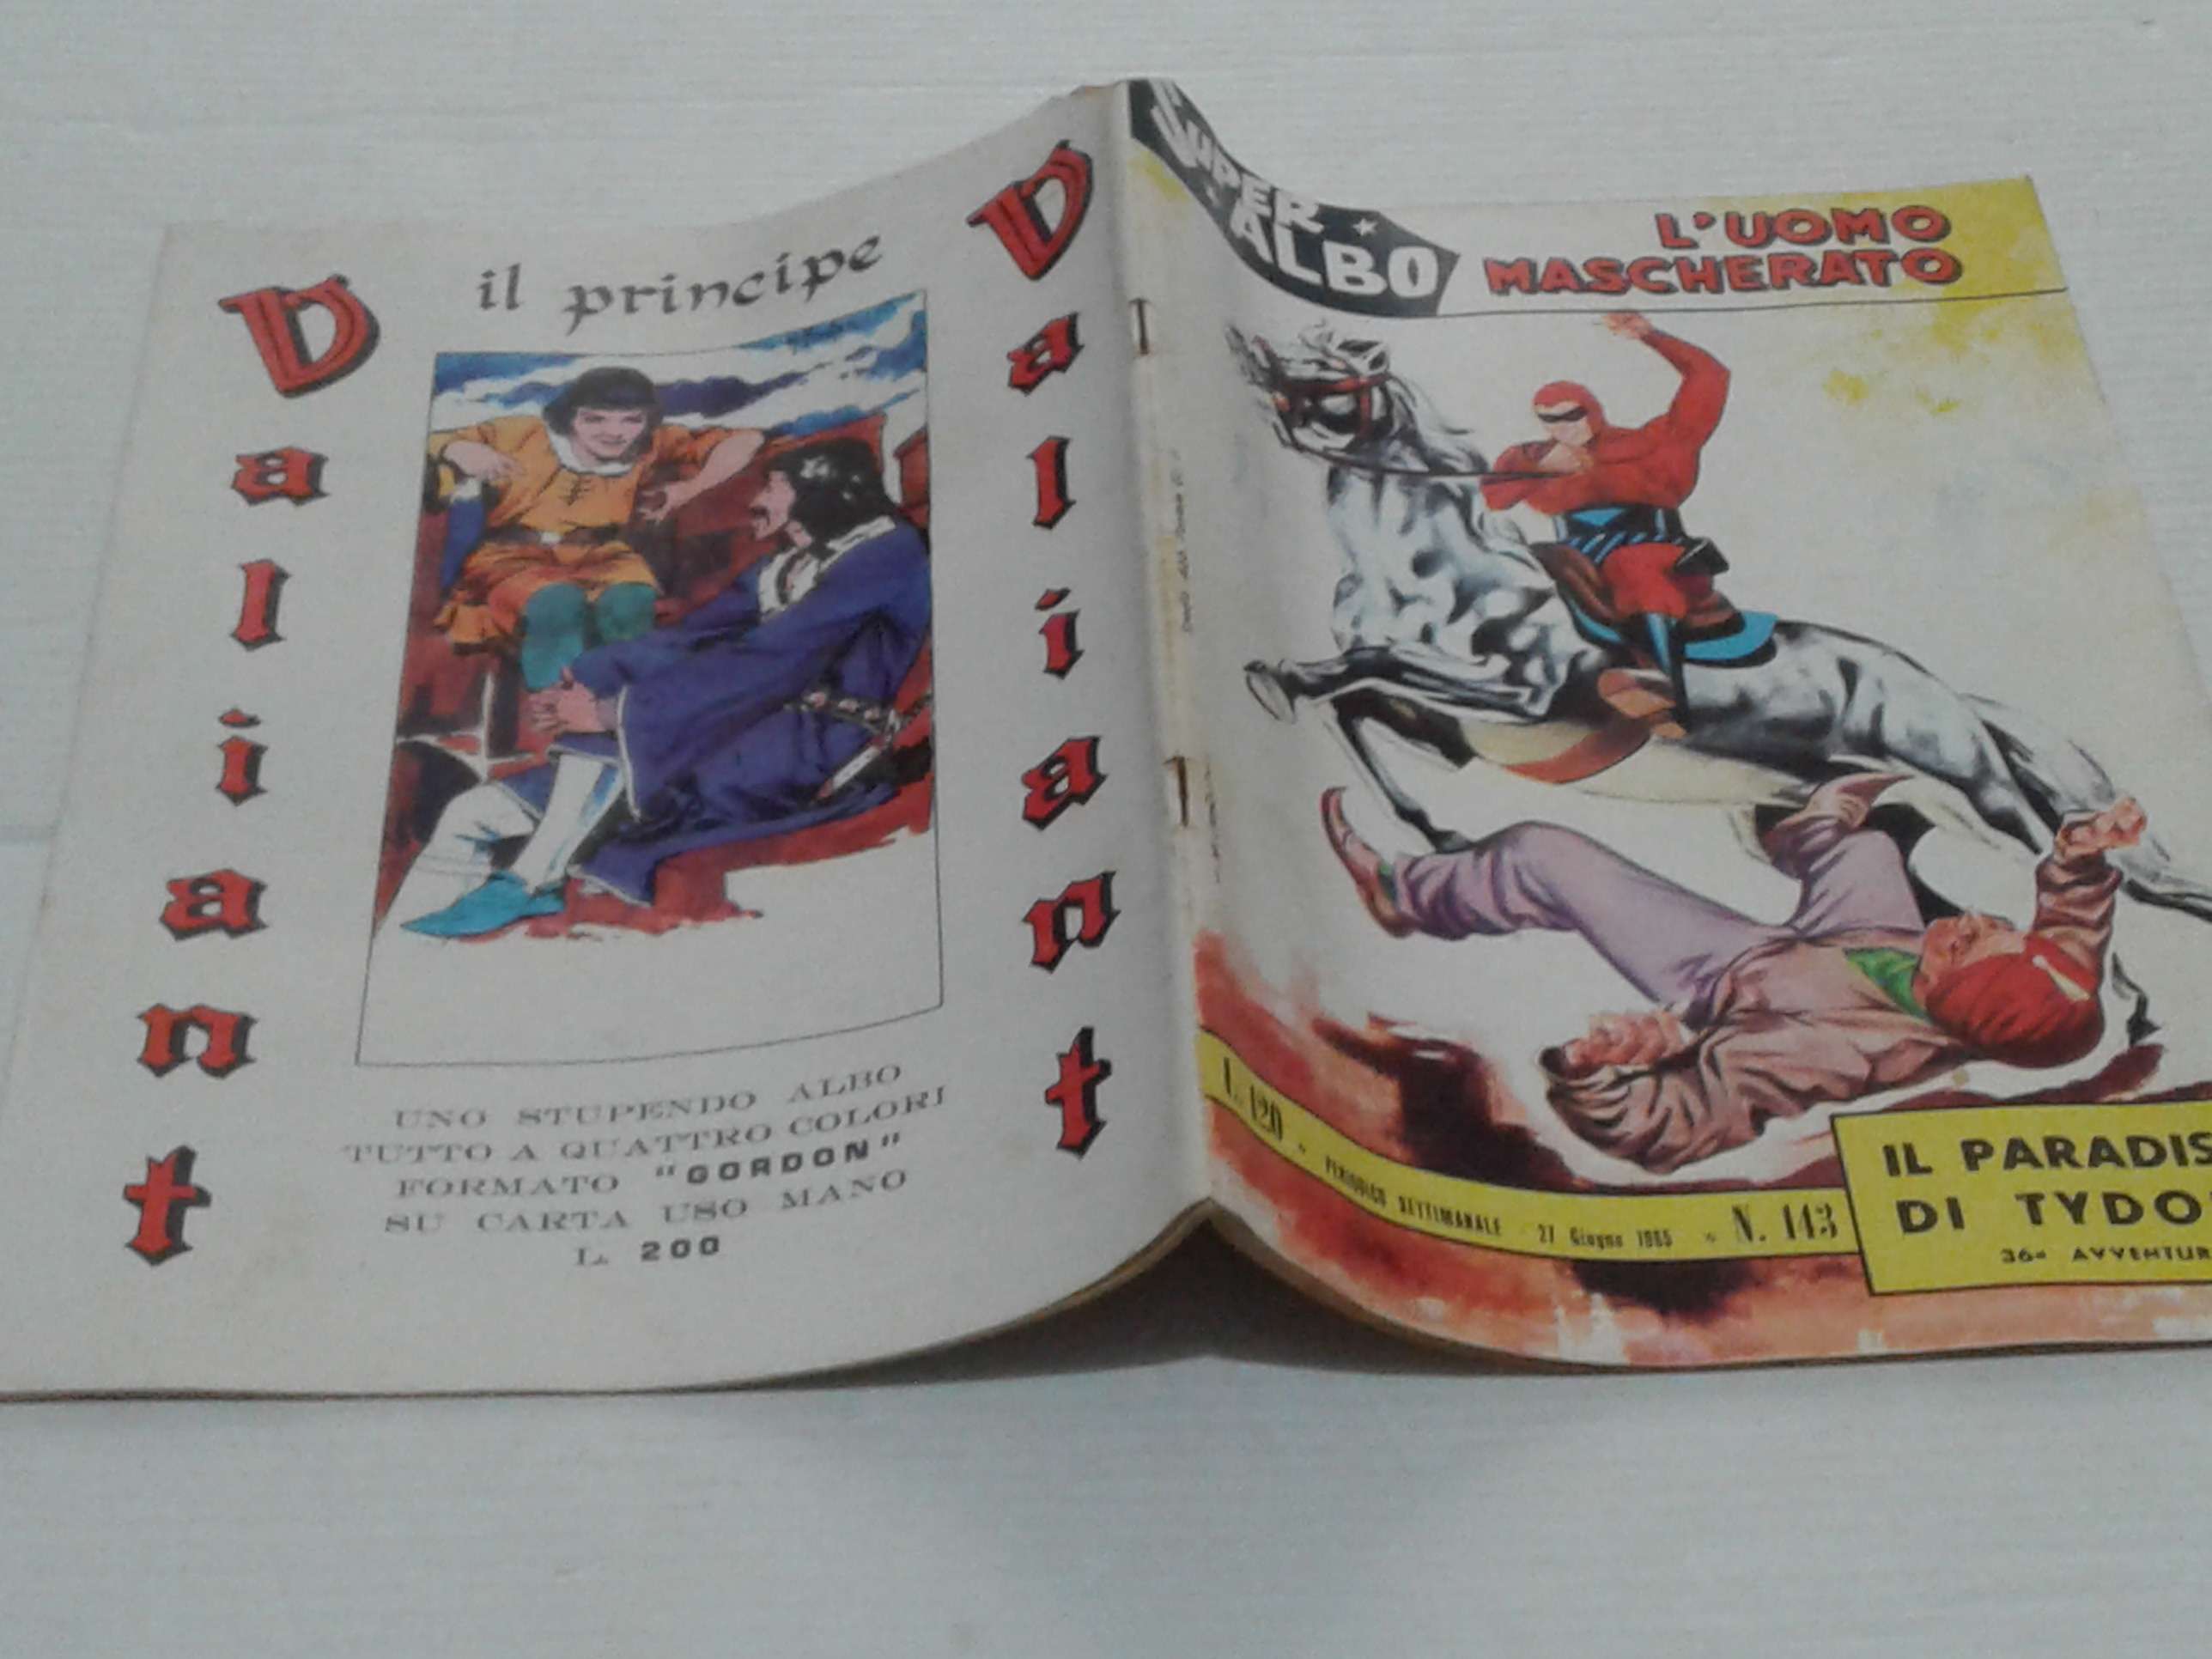 il principe
Valiant
Valiant
UNO STUPENDO ALBO
TUTTO A QUATTRO COLORI
FORMATO "GORDON"
SU CARTA USO MANO
L. 200
SUPER
ALBO
L'UOMO
MASCHERATO
L. 120 * PERIODICO SETTIMANALE 27 Giugno 1965 * N. 143
IL PARADIS
DI TYDO
36a AVVENTUR